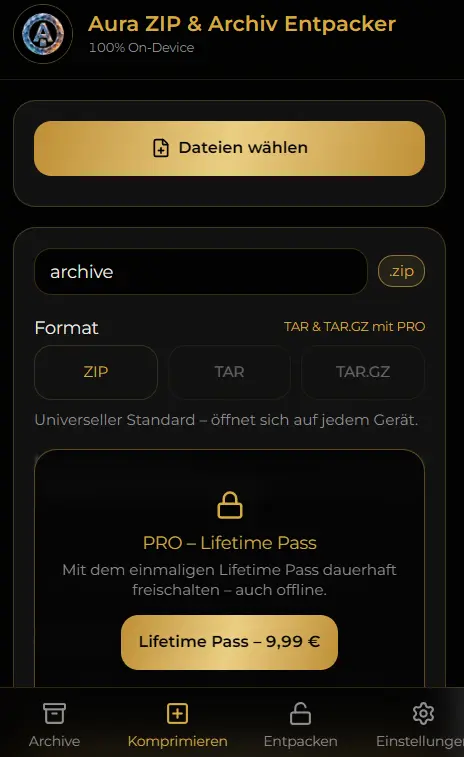 Aura ZIP & Archiv Entpacker
100% On-Device
Dateien wählen
archive
.zip
Format
TAR & TAR.GZ mit PRO
ZIP
TAR
TAR.GZ
Universeller Standard – öffnet sich auf jedem Gerät.
PRO – Lifetime Pass
Mit dem einmaligen Lifetime Pass dauerhaft
freischalten – auch offline.
Lifetime Pass – 9,99 €
Archive
Komprimieren
Entpacken
Einstellunge